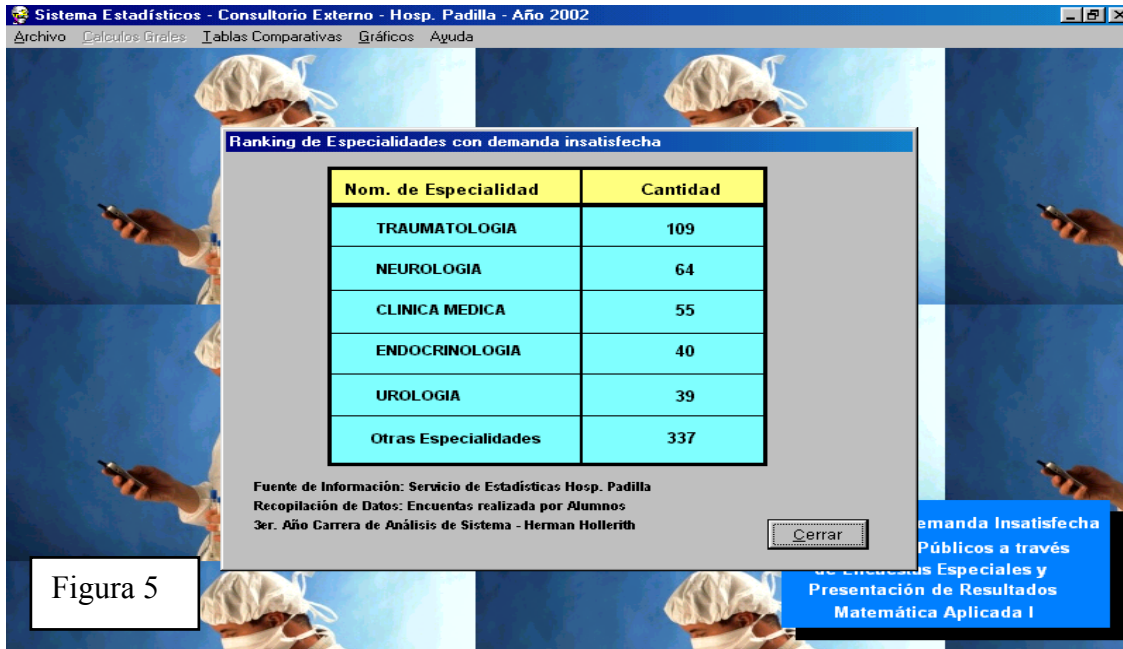 Sistema Estadísticos - Consultorio Externo - Hosp. Padilla - Año 2002
Archivo Calculos Grales Tablas Comparativas Gráficos Ayuda
Ranking de Especialidades con demanda insatisfecha
Nom. de Especialidad Cantidad
TRAUMATOLOGIA 109
NEUROLOGIA 64
CLINICA MEDICA 55
ENDOCRINOLOGIA 40
UROLOGIA 39
Otras Especialidades 337
Fuente de Información: Servicio de Estadísticas Hosp. Padilla
Recopilación de Datos: Encuentas realizada por Alumnos
3er. Año Carrera de Análisis de Sistema - Herman Hollerith
Cerrar
emanda Insatisfecha
Públicos a través
de Encuestas Especiales y
Presentación de Resultados
Matemática Aplicada I
Figura 5